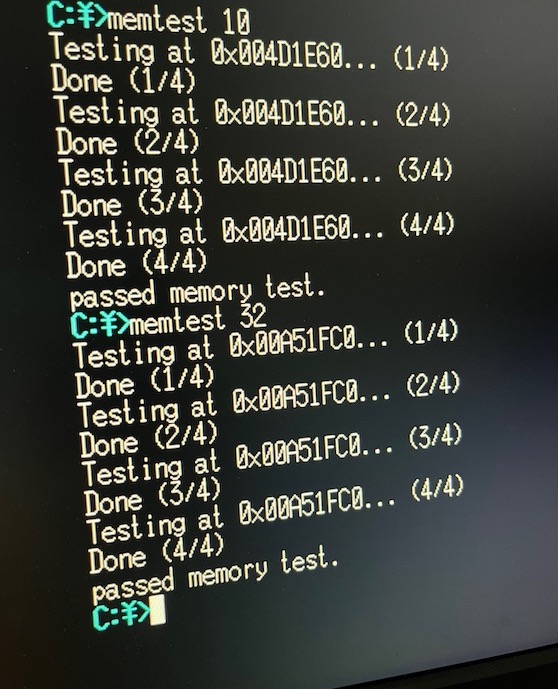 C:¥>memtest 10
Testing at 0x004D1E60... (1/4)
Done (1/4)
Testing at 0x004D1E60... (2/4)
Done (2/4)
Testing at 0x004D1E60... (3/4)
Done (3/4)
Testing at 0x004D1E60... (4/4)
Done (4/4)
passed memory test.
C:¥>memtest 32
Testing at 0x00A51FC0... (1/4)
Done (1/4)
Testing at 0x00A51FC0... (2/4)
Done (2/4)
Testing at 0x00A51FC0... (3/4)
Done (3/4)
Testing at 0x00A51FC0... (4/4)
Done (4/4)
passed memory test.
C:¥>